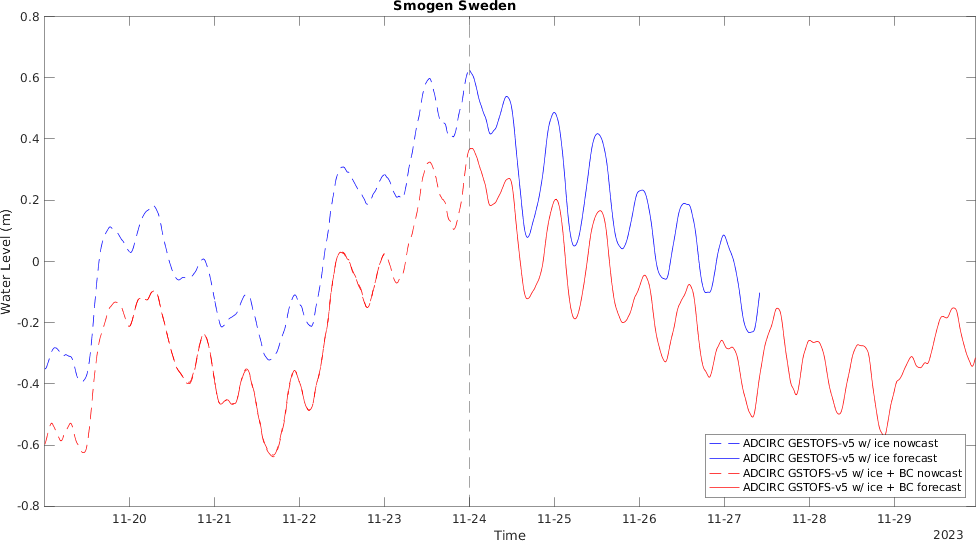 Smogen Sweden
Water Level (m)
0.8
0.6
0.4
0.2
0
-0.2
-0.4
-0.6
-0.8
11-20
11-21
11-22
11-23
11-24
11-25
11-26
11-27
11-28
11-29
Time
2023
ADCIRC GESTOFS-v5 w/ ice nowcast
ADCIRC GESTOFS-v5 w/ ice forecast
ADCIRC GSTOFS-v5 w/ ice + BC nowcast
ADCIRC GSTOFS-v5 w/ ice + BC forecast